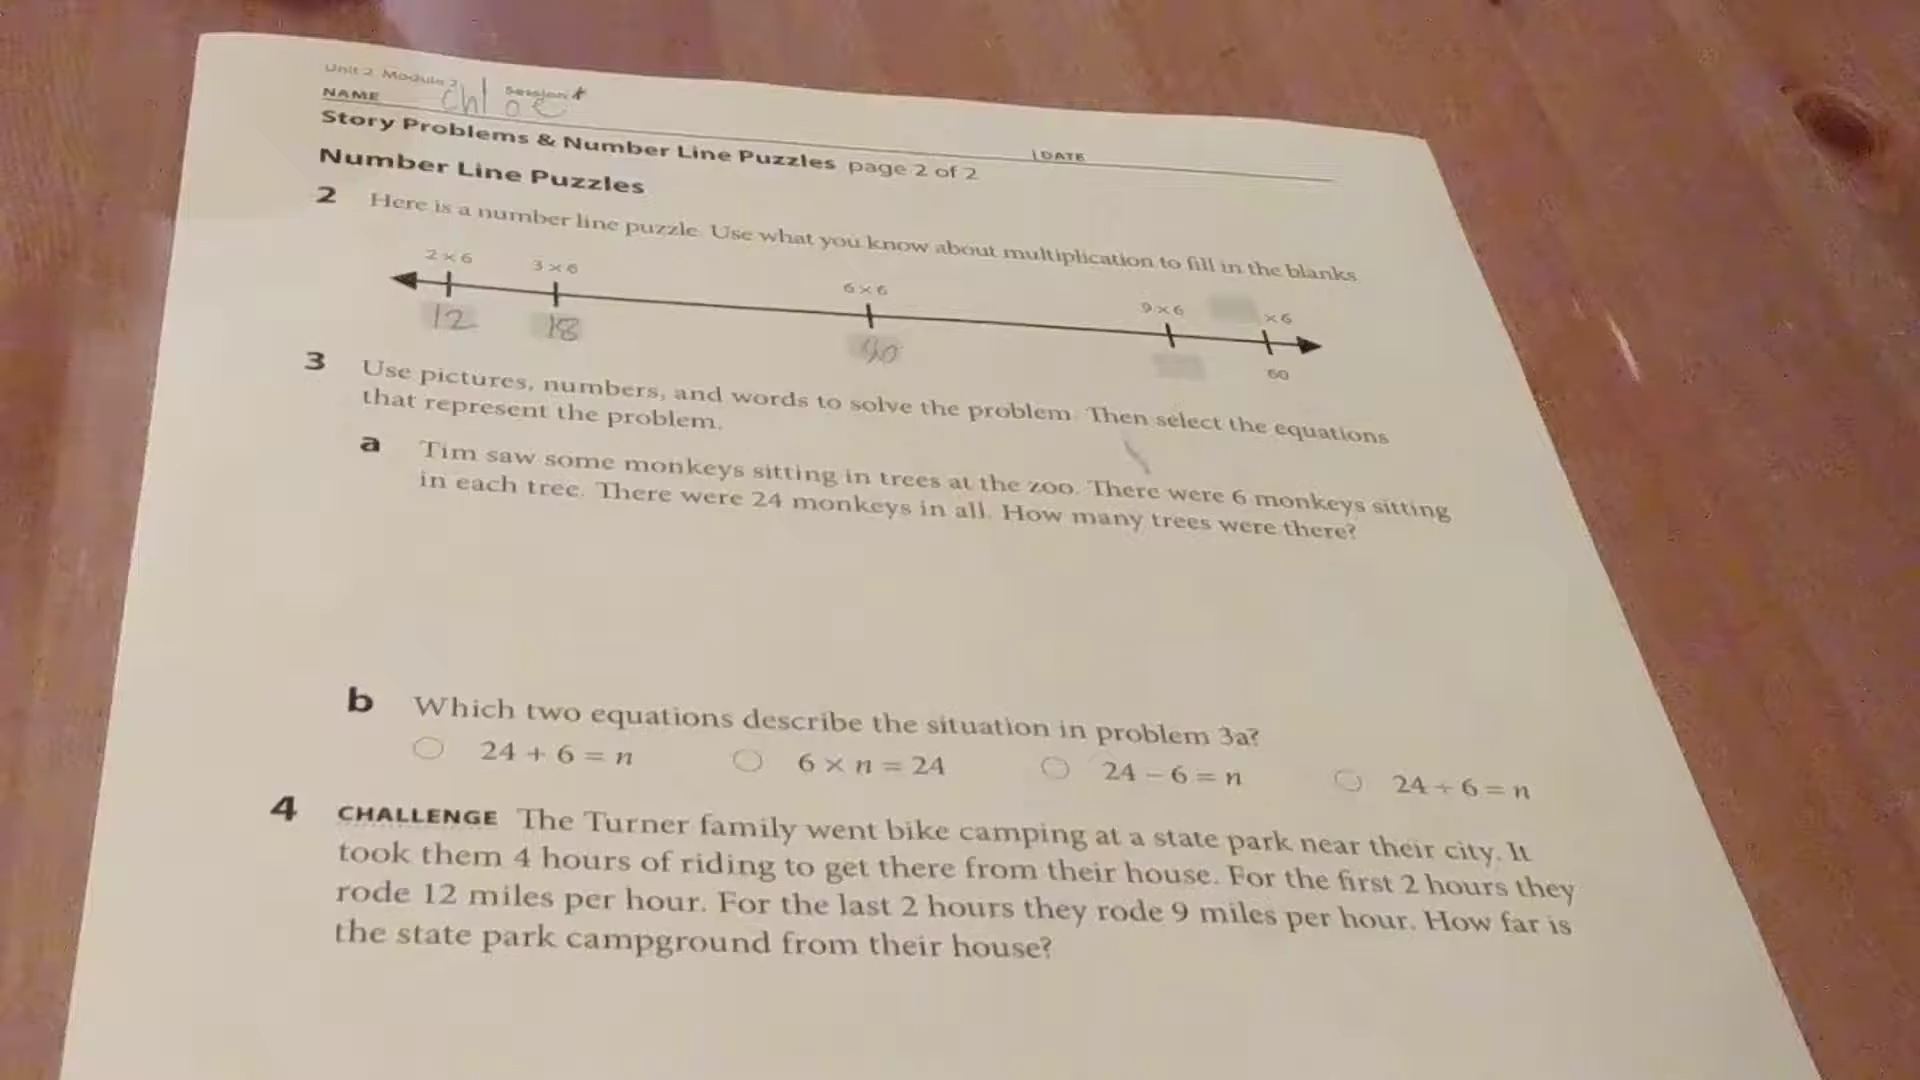 Unit 2 Module 2 Session 4
NAME Chloe
| DATE
Story Problems & Number Line Puzzles page 2 of 2
Number Line Puzzles
2 Here is a number line puzzle. Use what you know about multiplication to fill in the blanks.
2 × 6 3 × 6 6 × 6 9 × 6 × 6
12 18 60
3 Use pictures, numbers, and words to solve the problem. Then select the equations
that represent the problem.
a Tim saw some monkeys sitting in trees at the zoo. There were 6 monkeys sitting
in each tree. There were 24 monkeys in all. How many trees were there?
b Which two equations describe the situation in problem 3a?
24 + 6 = n 6 × n = 24 24 – 6 = n 24 ÷ 6 = n
4 CHALLENGE The Turner family went bike camping at a state park near their city. It
took them 4 hours of riding to get there from their house. For the first 2 hours they
rode 12 miles per hour. For the last 2 hours they rode 9 miles per hour. How far is
the state park campground from their house?